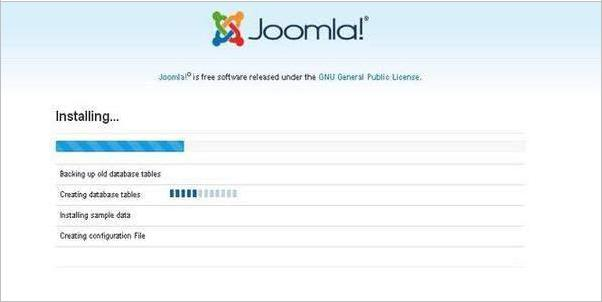 Joomla!®
Joomla!® is free software released under the GNU General Public License.
Installing...
Backing up old database tables
Creating database tables
Installing sample data
Creating configuration File